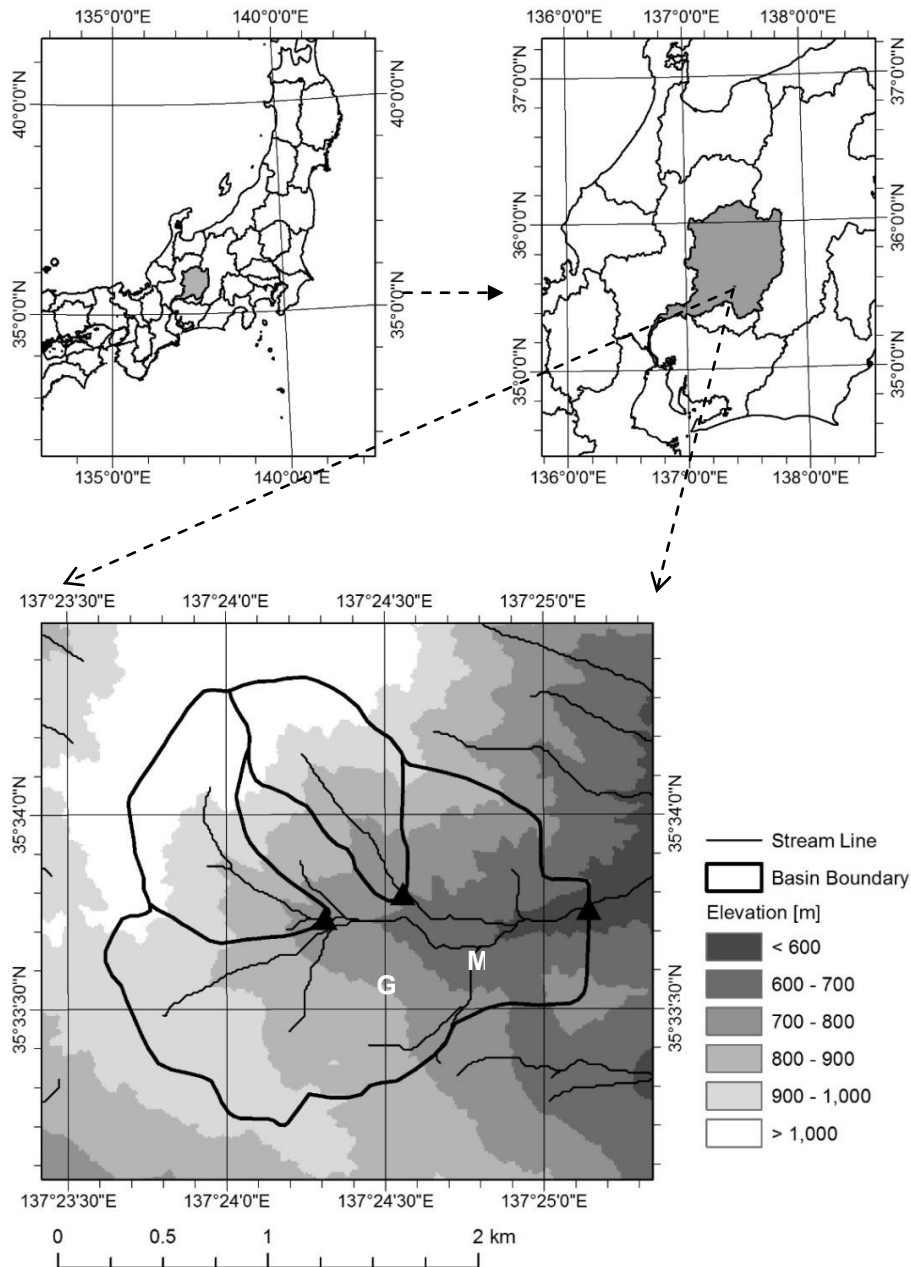 135°0'0"E 140°0'0"E
40°0'0"N
40°0'0"N
35°0'0"N
35°0'0"N
135°0'0"E 140°0'0"E
136°0'0"E 137°0'0"E 138°0'0"E
37°0'0"N
37°0'0"N
36°0'0"N
36°0'0"N
35°0'0"N
35°0'0"N
136°0'0"E 137°0'0"E 138°0'0"E
137°23'30"E 137°24'0"E 137°24'30"E 137°25'0"E
35°34'0"N
35°34'0"N
35°33'30"N
35°33'30"N
G
M
137°23'30"E 137°24'0"E 137°24'30"E 137°25'0"E
0 0.5 1 2 km
Stream Line
Basin Boundary
Elevation [m]
< 600
600 - 700
700 - 800
800 - 900
900 - 1,000
> 1,000